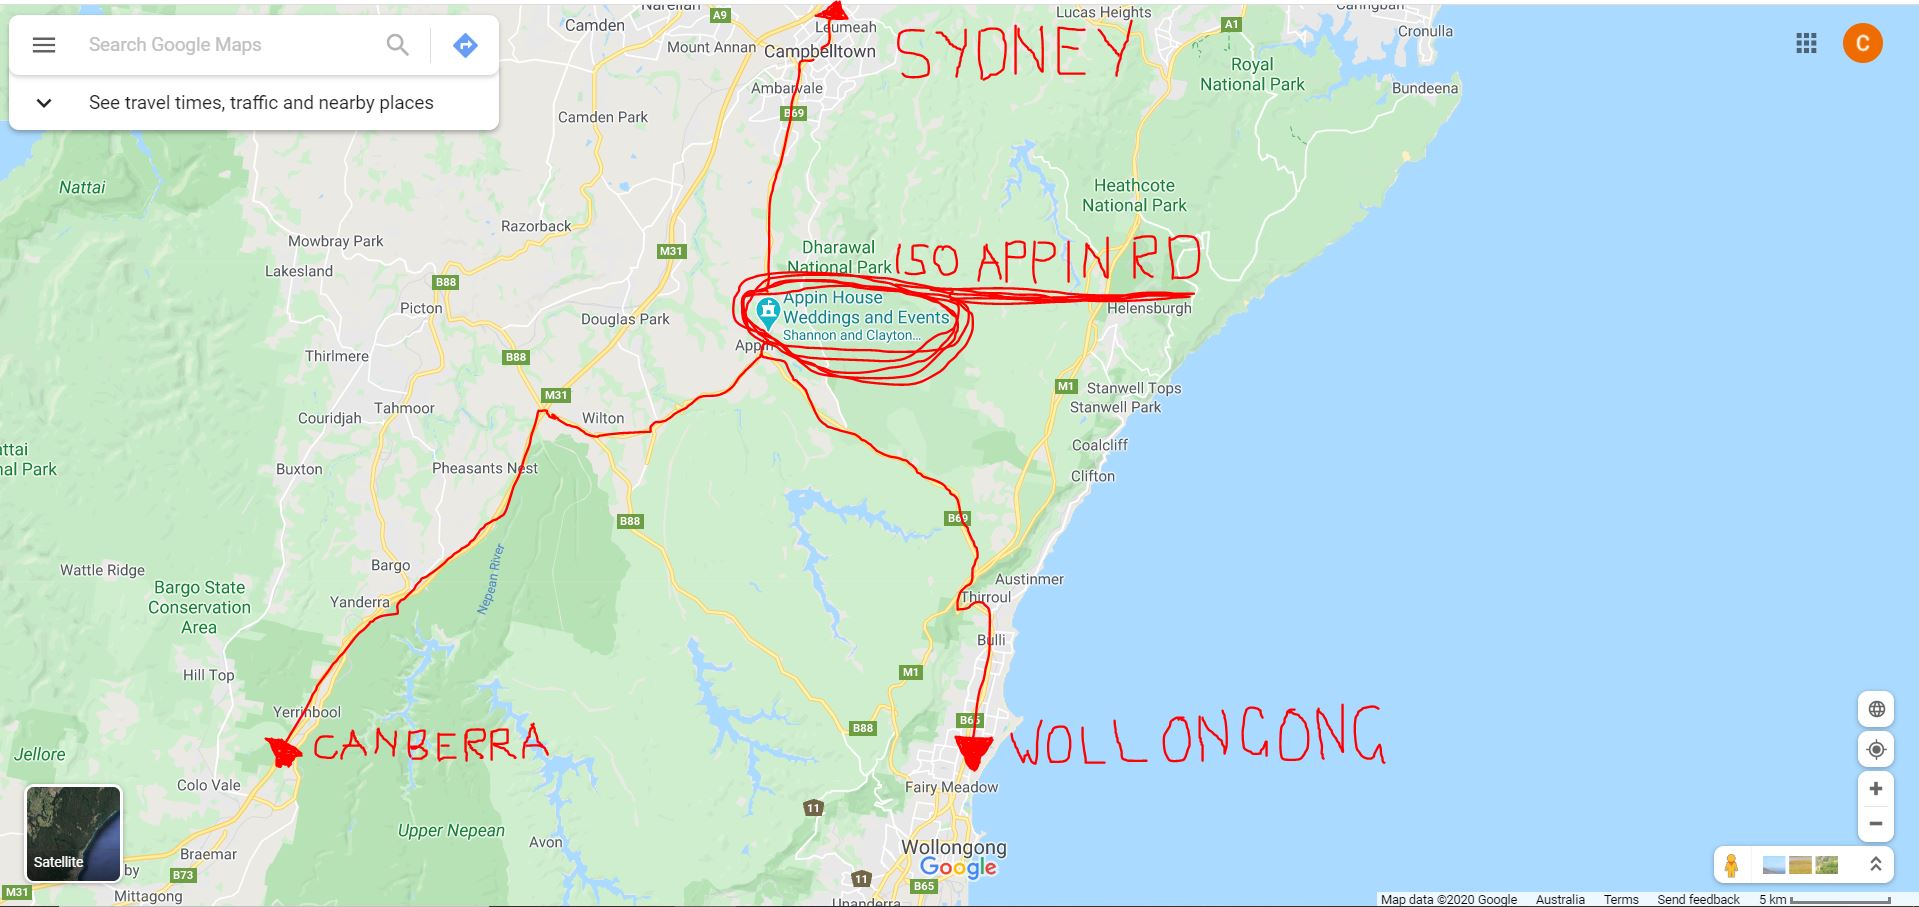 Narellan
Lucas Heights
Caringbah
Camden
A9
Leumeah
SYDNEY
A1
Cronulla
Search Google Maps
C
Mount Annan
Campbelltown
Royal
National Park
Ambarvale
Bundeena
See travel times, traffic and nearby places
Camden Park
B69
Nattai
Heathcote
National Park
Razorback
Mowbray Park
M31
Dharawal
National Park
150 APPIN RD
Lakesland
B88
Picton
Appin House
Weddings and Events
Shannon and Clayton...
Helensburgh
Douglas Park
Appin
Thirlmere
B88
M31
M1
Stanwell Tops
Stanwell Park
Couridjah
Tahmoor
Wilton
Coalcliff
ttai
nal Park
Buxton
Pheasants Nest
Clifton
B88
B69
Nepean River
Wattle Ridge
Bargo
Bargo State
Conservation
Area
Austinmer
Yanderra
Thirroul
Bulli
Hill Top
M1
Yerrinbool
B65
B88
CANBERRA
WOLLONGONG
Jellore
Colo Vale
Fairy Meadow
11
Upper Nepean
Avon
Satellite
Braemar
Wollongong
Google
by
B73
11
B65
M31
Mittagong
Unanderra
Map data ©2020 Google
Australia
Terms
Send feedback
5 km